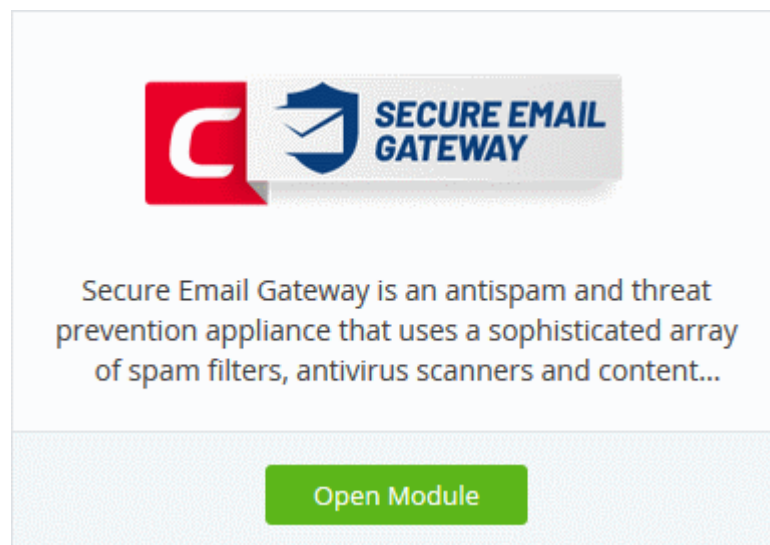 C
SECURE EMAIL
GATEWAY
Secure Email Gateway is an antispam and threat
prevention appliance that uses a sophisticated array
of spam filters, antivirus scanners and content...
Open Module